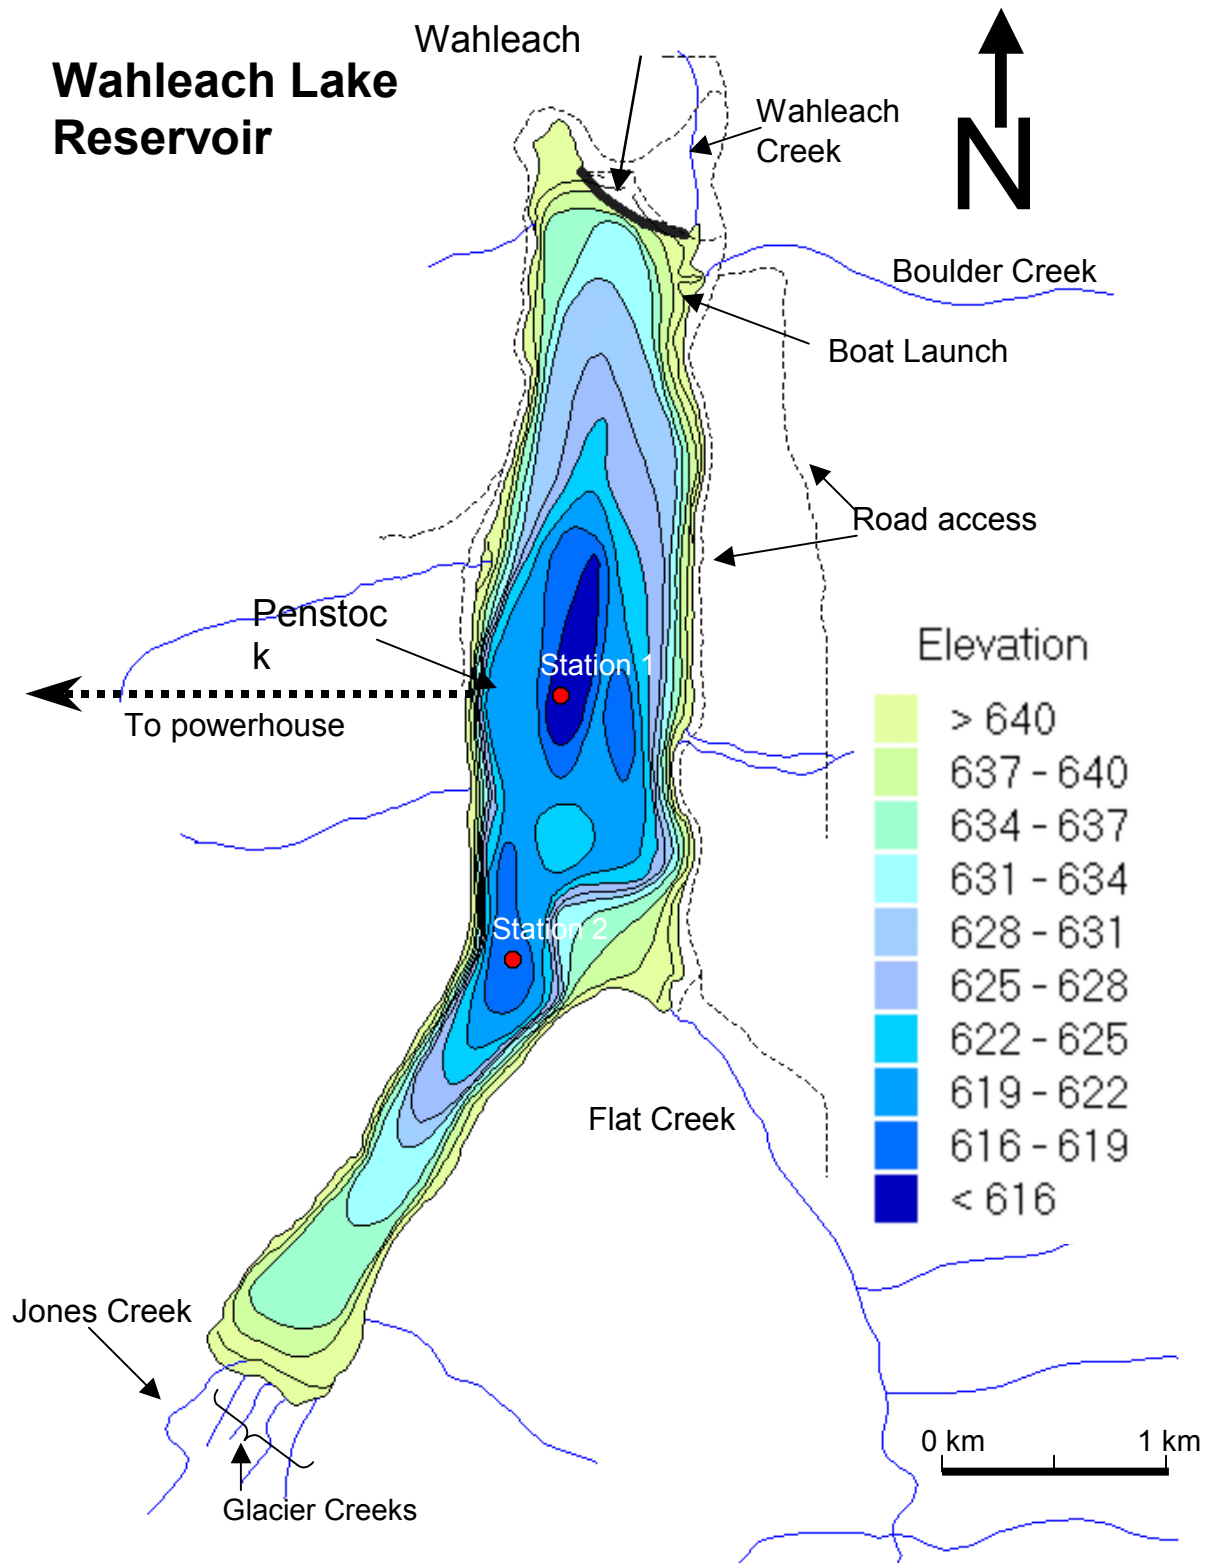 Wahleach
Wahleach Lake
Reservoir
N
Wahleach
Creek
Boulder Creek
Boat Launch
Road access
Penstoc
k
Station 1
To powerhouse
Elevation
> 640
637 - 640
634 - 637
631 - 634
628 - 631
625 - 628
622 - 625
619 - 622
616 - 619
< 616
Station 2
Flat Creek
Jones Creek
Glacier Creeks
0 km
1 km